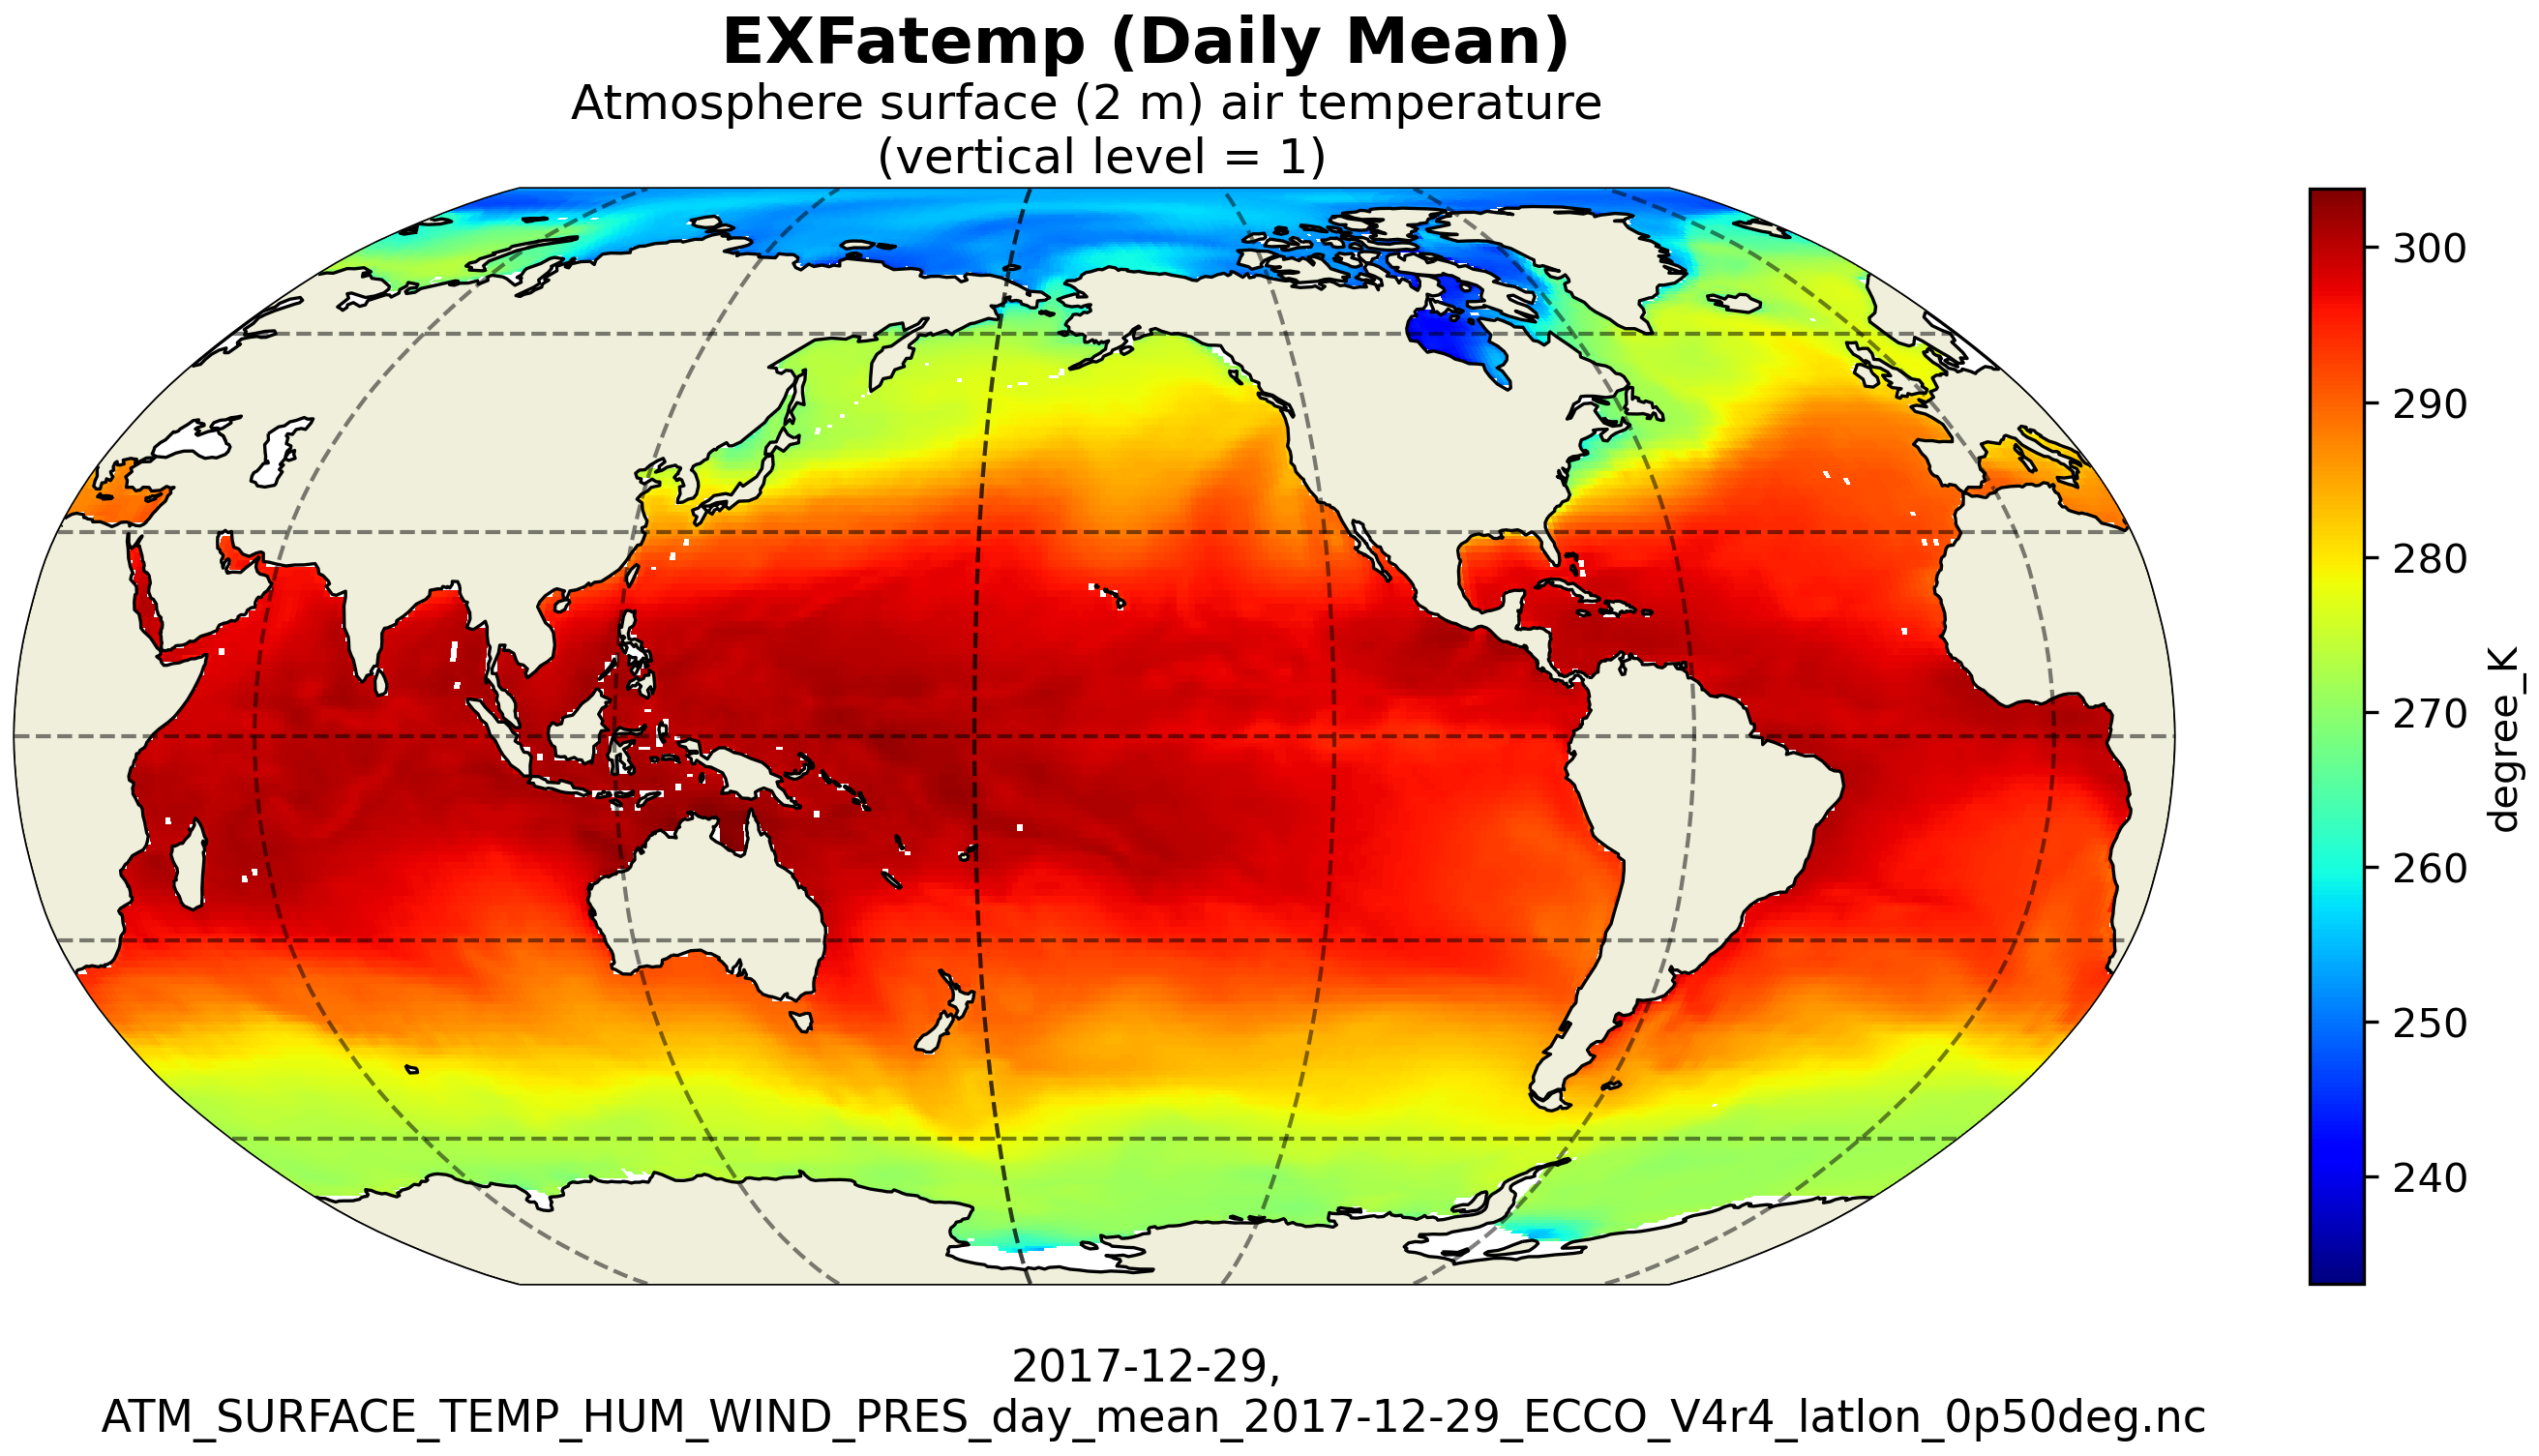 EXFatemp (Daily Mean)
Atmosphere surface (2 m) air temperature
(vertical level = 1)
300
290
280
270
260
250
240
degree_K
2017-12-29,
ATM_SURFACE_TEMP_HUM_WIND_PRES_day_mean_2017-12-29_ECCO_V4r4_latlon_0p50deg.nc